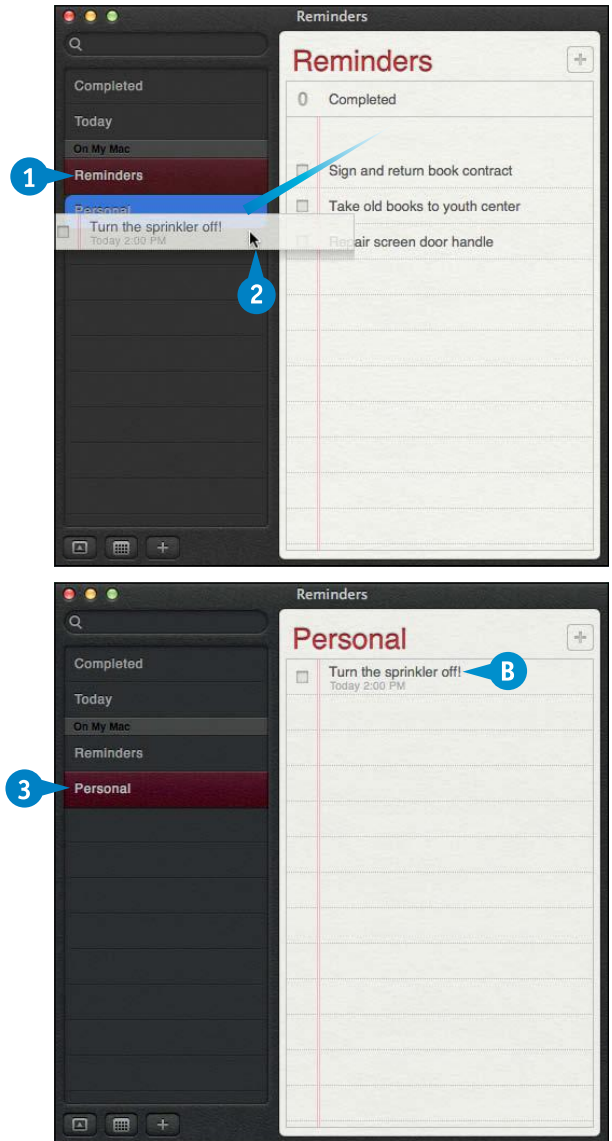 Reminders
Completed
Today
On My Mac
Reminders
Personal
Turn the sprinkler off!
Today 2:00 PM
1
2
Reminders
0 Completed
Sign and return book contract
Take old books to youth center
Repair screen door handle
Reminders
Completed
Today
On My Mac
Reminders
Personal
3
Personal
Turn the sprinkler off!
Today 2:00 PM
B